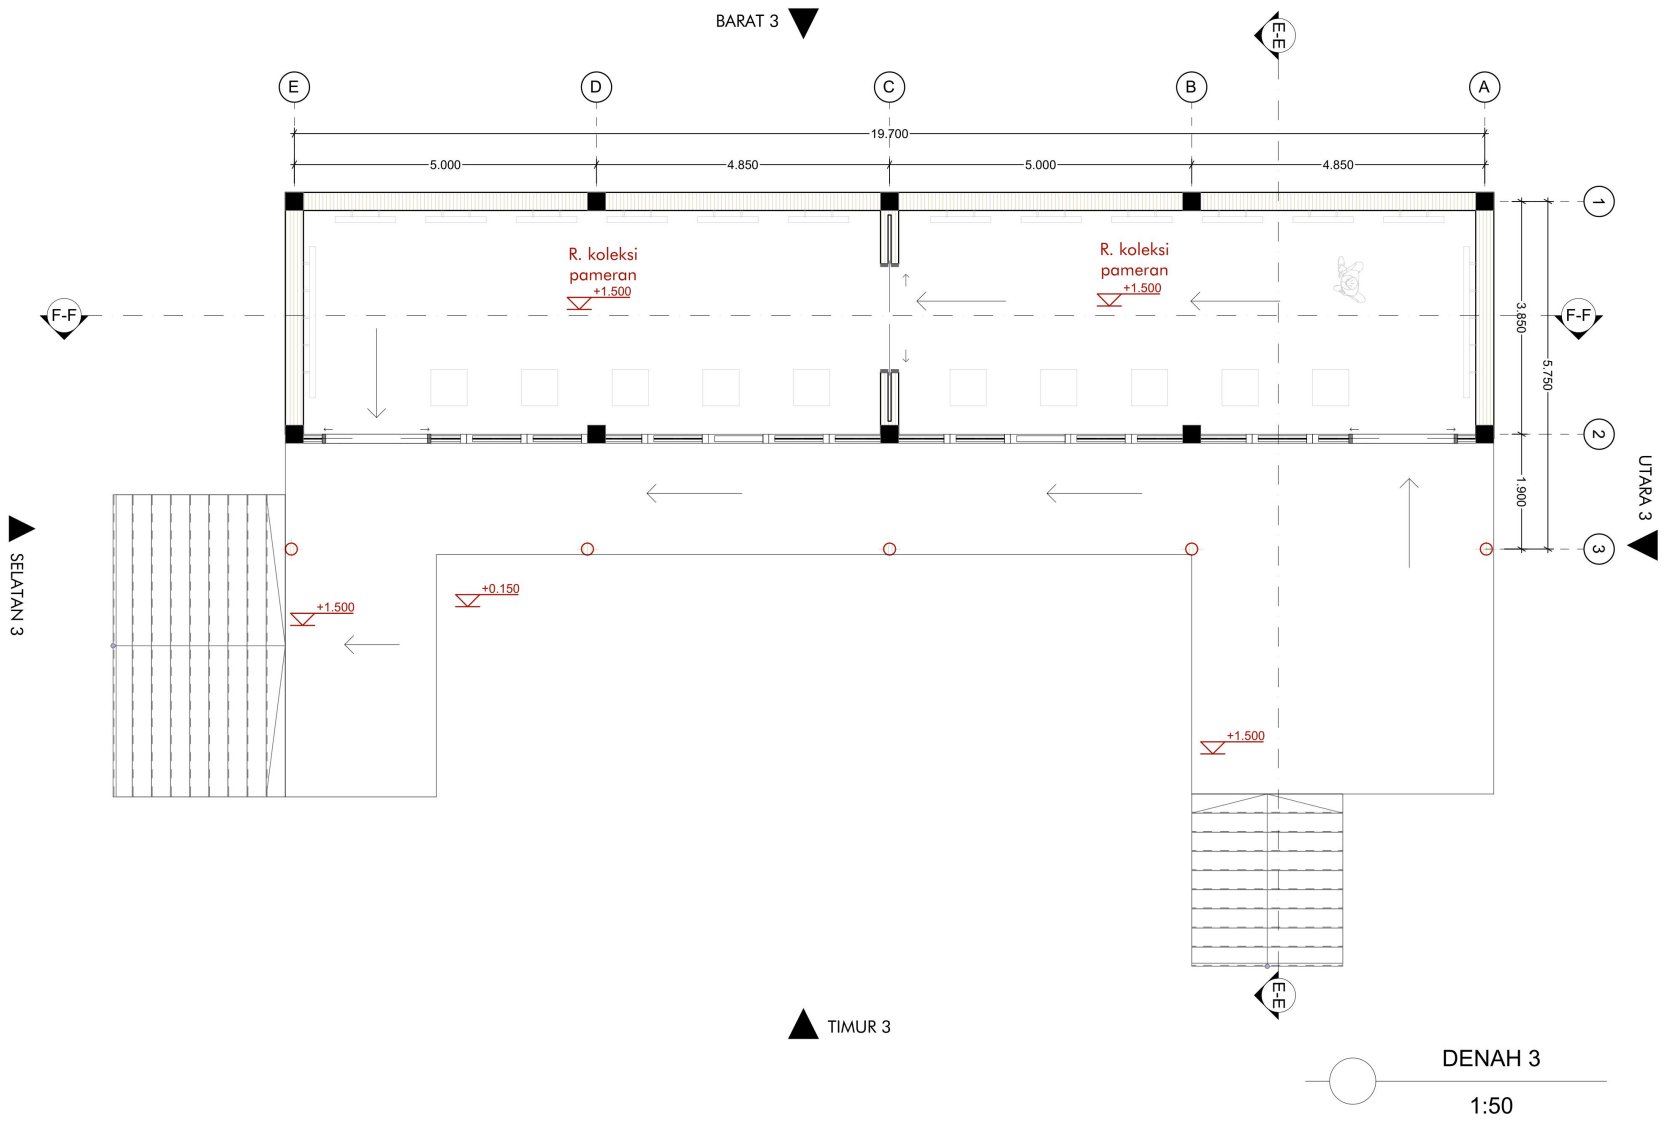 BARAT 3
E-E
E
D
C
B
A
19.700
5.000
4.850
5.000
4.850
1
R. koleksi
pameran
+1.500
R. koleksi
pameran
+1.500
F-F
F-F
3.850
5.750
2
1.900
UTARA 3
SELATAN 3
3
+0.150
+1.500
+1.500
E-E
TIMUR 3
DENAH 3
1:50